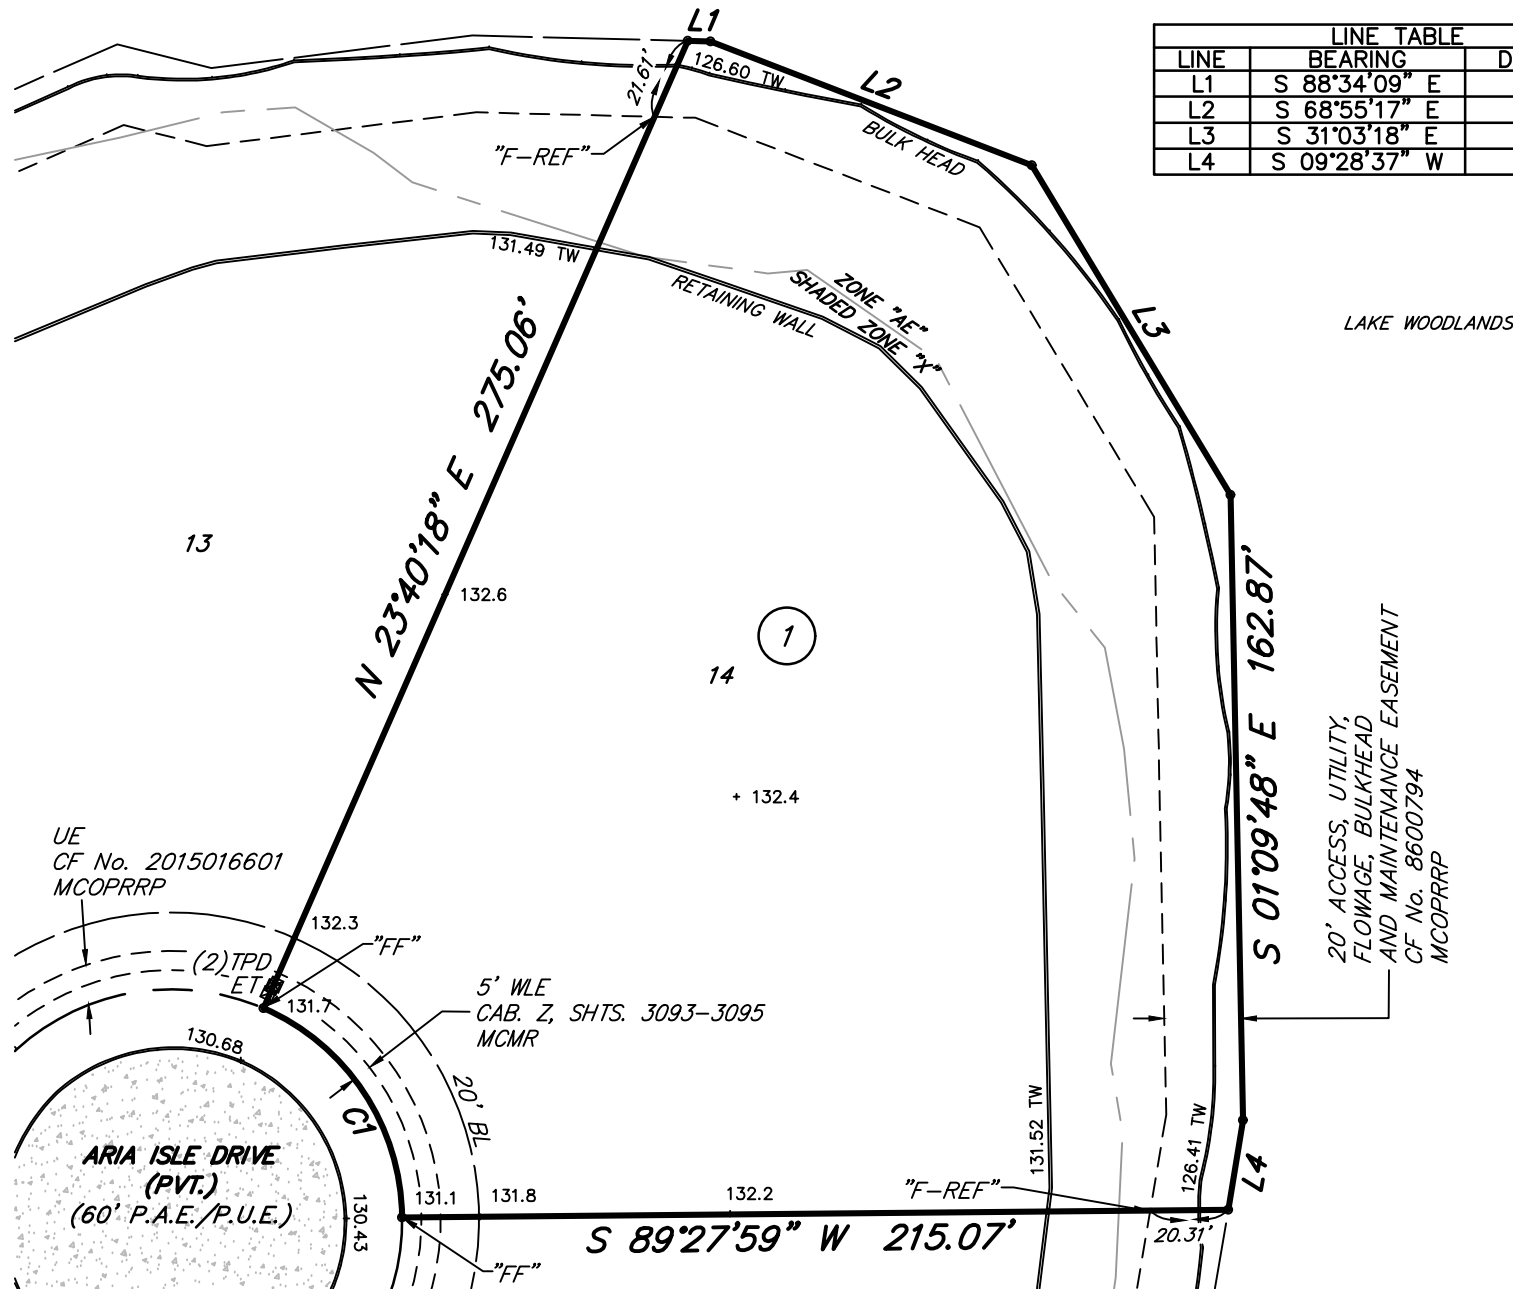 L1
LINE TABLE
LINE BEARING D
L1 S 88°34'09" E
L2 S 68°55'17" E
L3 S 31°03'18" E
L4 S 09°28'37" W
21.61'
126.60 TW
L2
"F-REF"
BULK HEAD
131.49 TW
RETAINING WALL
ZONE "AE"
SHADED ZONE "X"
L3
LAKE WOODLANDS
N 23°40'18" E 275.06'
13
132.6
1
14
132.4
S 01°09'48" E 162.87'
20' ACCESS, UTILITY,
FLOWAGE, BULKHEAD
AND MAINTENANCE EASEMENT
CF No. 8600794
MCOPRRP
UE
CF No. 2015016601
MCOPRRP
132.3
"FF"
(2)TPD
ET
131.7
5' WLE
CAB. Z, SHTS. 3093-3095
MCMR
130.68
20' BL
C1
ARIA ISLE DRIVE
(PVT.)
(60' P.A.E./P.U.E.)
130.43
131.1
131.8
132.2
"F-REF"
131.52 TW
126.41 TW
L4
20.31'
S 89°27'59" W 215.07'
"FF"